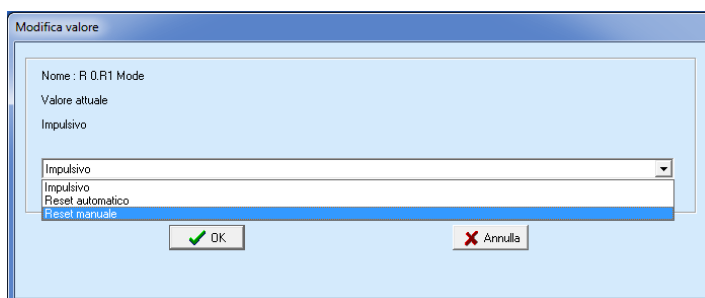 Modifica valore
Nome : R 0.R1 Mode
Valore attuale
Impulsivo
Impulsivo
Impulsivo
Reset automatico
Reset manuale
OK
Annulla